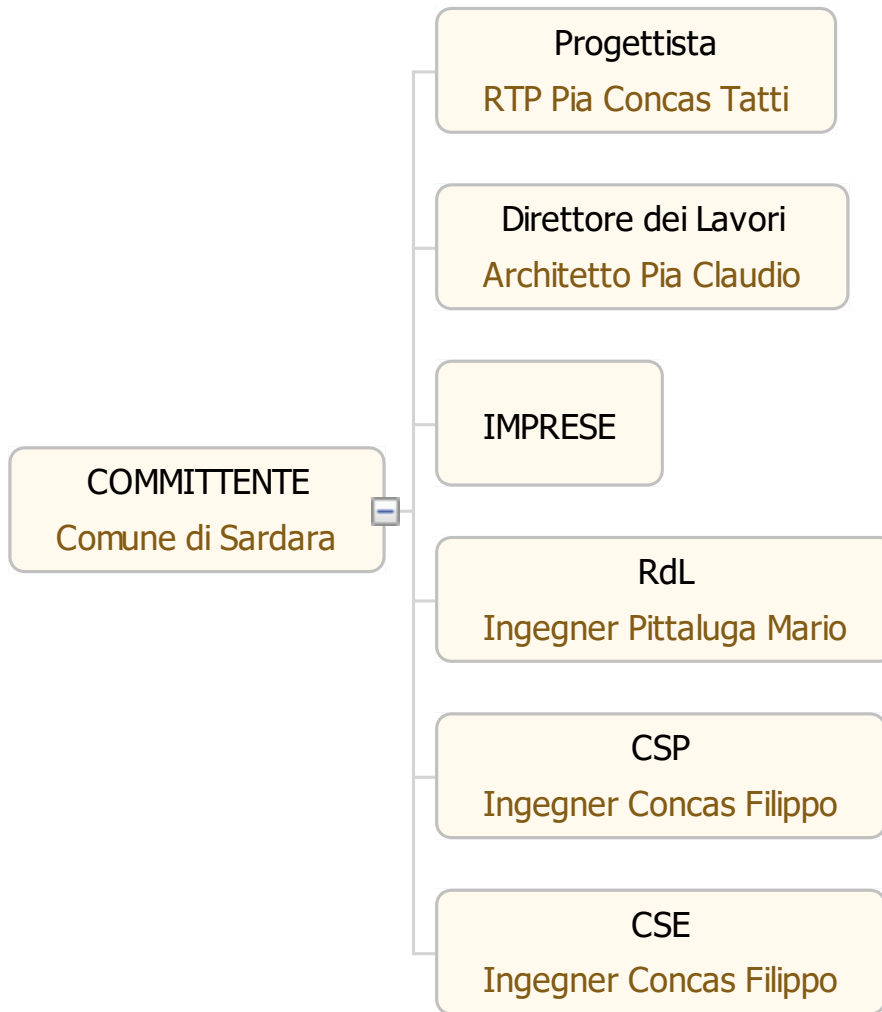 Progettista
RTP Pia Concas Tatti
Direttore dei Lavori
Architetto Pia Claudio
IMPRESE
COMMITTENTE
Comune di Sardara
RdL
Ingegner Pittaluga Mario
CSP
Ingegner Concas Filippo
CSE
Ingegner Concas Filippo